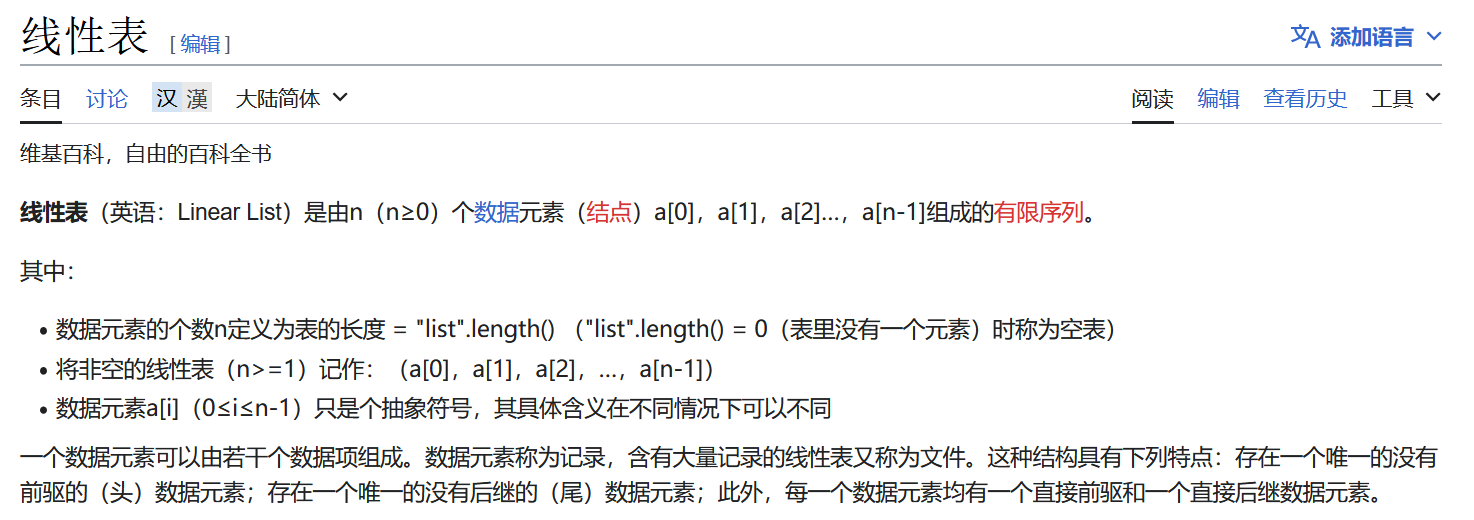 线性表 [编辑] 添加语言
条目 讨论 汉 漢 大陆简体 阅读 编辑 查看历史 工具
维基百科，自由的百科全书
线性表（英语：Linear List）是由n（n≥0）个数据元素（结点）a[0]，a[1]，a[2]…，a[n-1]组成的有限序列。
其中：
• 数据元素的个数n定义为表的长度 = "list".length() （"list".length() = 0（表里没有一个元素）时称为空表）
• 将非空的线性表（n>=1）记作：（a[0]，a[1]，a[2]，…，a[n-1]）
• 数据元素a[i]（0≤i≤n-1）只是个抽象符号，其具体含义在不同情况下可以不同
一个数据元素可以由若干个数据项组成。数据元素称为记录，含有大量记录的线性表又称为文件。这种结构具有下列特点：存在一个唯一的没有
前驱的（头）数据元素；存在一个唯一的没有后继的（尾）数据元素；此外，每一个数据元素均有一个直接前驱和一个直接后继数据元素。